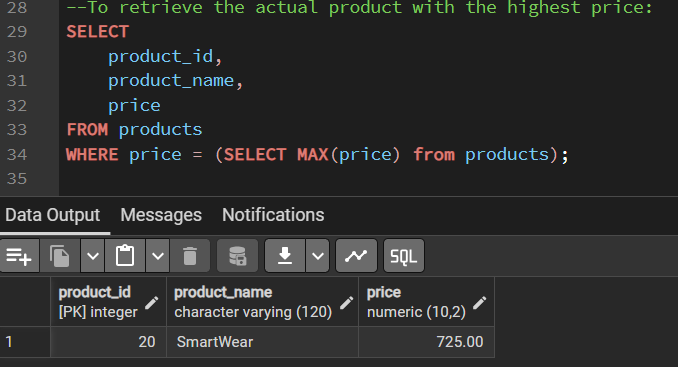 28 --To retrieve the actual product with the highest price:
29 SELECT
30     product_id,
31     product_name,
32     price
33 FROM products
34 WHERE price = (SELECT MAX(price) from products);
35
Data Output Messages Notifications
SQL
product_id product_name price
[PK] integer character varying (120) numeric (10,2)
1 20 SmartWear 725.00